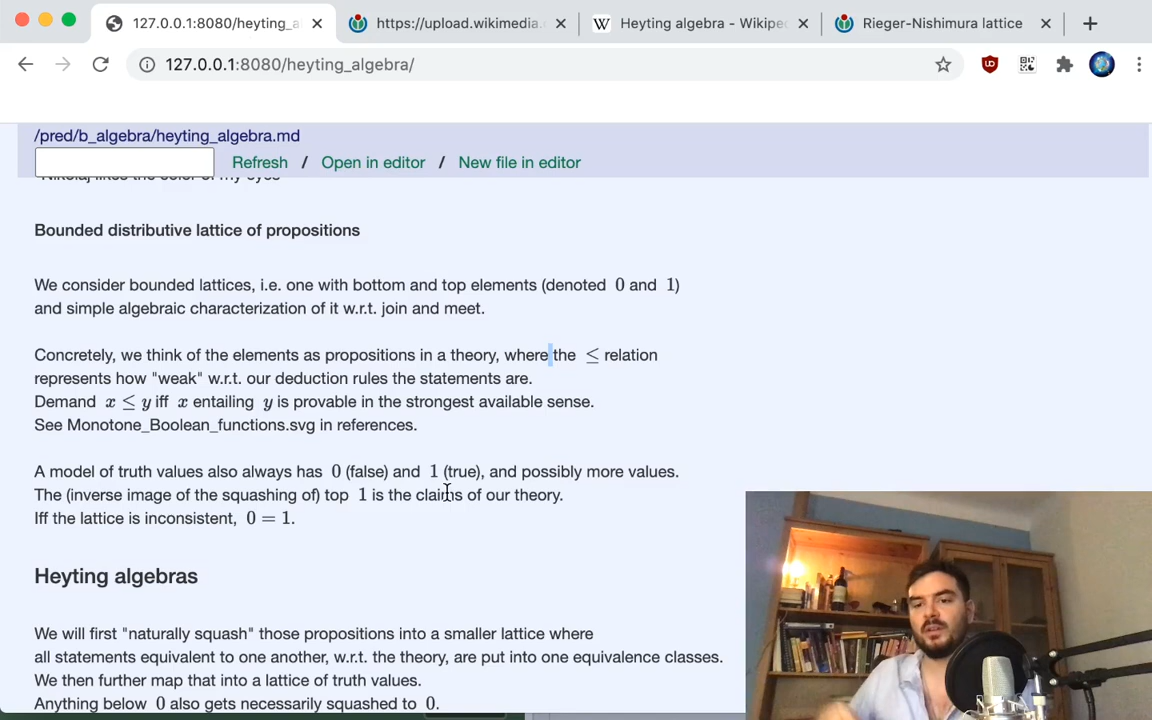 127.0.0.1:8080/heyting_a
https://upload.wikimedia.
Heyting algebra - Wikiped
Rieger-Nishimura lattice
127.0.0.1:8080/heyting_algebra/
/pred/b_algebra/heyting_algebra.md
Refresh / Open in editor / New file in editor
Nikolaj likes the color of my eyes
Bounded distributive lattice of propositions
We consider bounded lattices, i.e. one with bottom and top elements (denoted 0 and 1)
and simple algebraic characterization of it w.r.t. join and meet.
Concretely, we think of the elements as propositions in a theory, where the ≤ relation
represents how "weak" w.r.t. our deduction rules the statements are.
Demand x ≤ y iff x entailing y is provable in the strongest available sense.
See Monotone_Boolean_functions.svg in references.
A model of truth values also always has 0 (false) and 1 (true), and possibly more values.
The (inverse image of the squashing of) top 1 is the claims of our theory.
Iff the lattice is inconsistent, 0 = 1.
Heyting algebras
We will first "naturally squash" those propositions into a smaller lattice where
all statements equivalent to one another, w.r.t. the theory, are put into one equivalence classes.
We then further map that into a lattice of truth values.
Anything below 0 also gets necessarily squashed to 0.